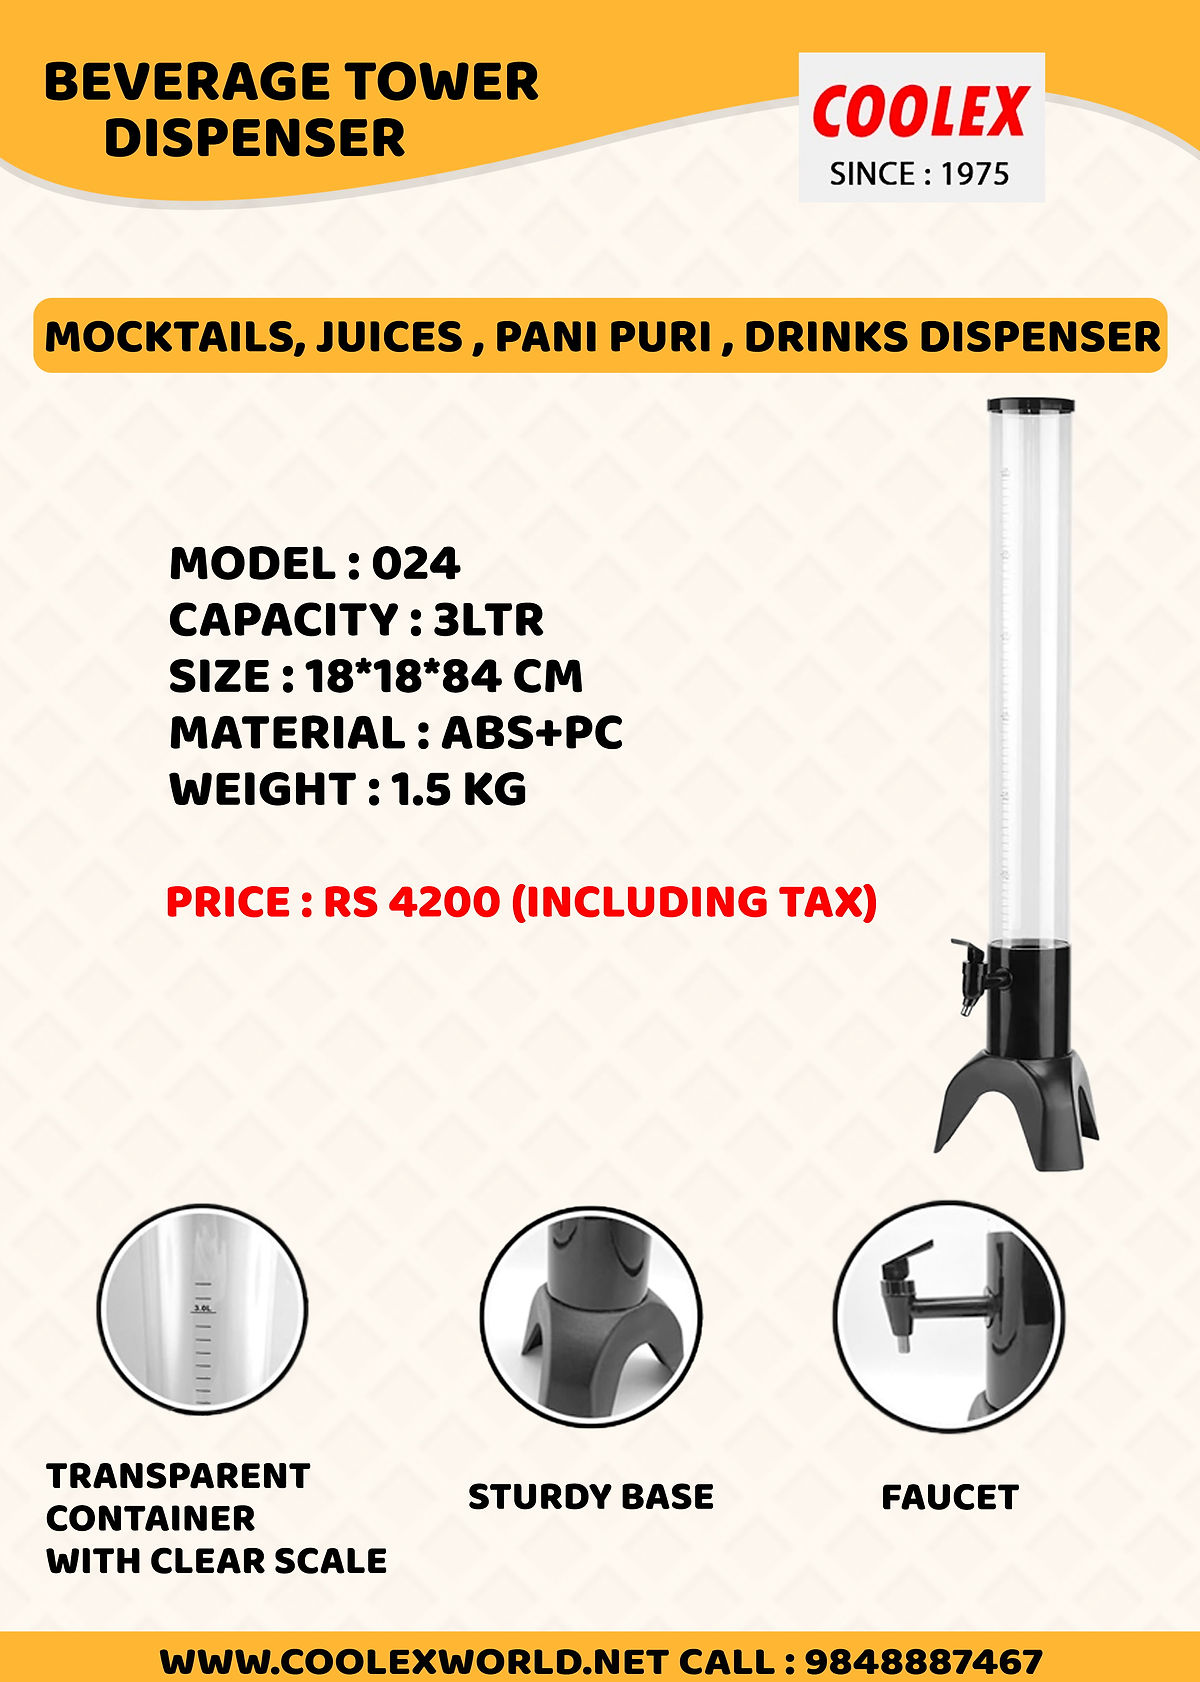 BEVERAGE TOWER
DISPENSER
COOLEX
SINCE : 1975
MOCKTAILS, JUICES , PANI PURI , DRINKS DISPENSER
MODEL : 024
CAPACITY : 3LTR
SIZE : 18*18*84 CM
MATERIAL : ABS+PC
WEIGHT : 1.5 KG
PRICE : RS 4200 (INCLUDING TAX)
3.0L
TRANSPARENT
CONTAINER
WITH CLEAR SCALE
STURDY BASE
FAUCET
WWW.COOLEXWORLD.NET CALL : 9848887467